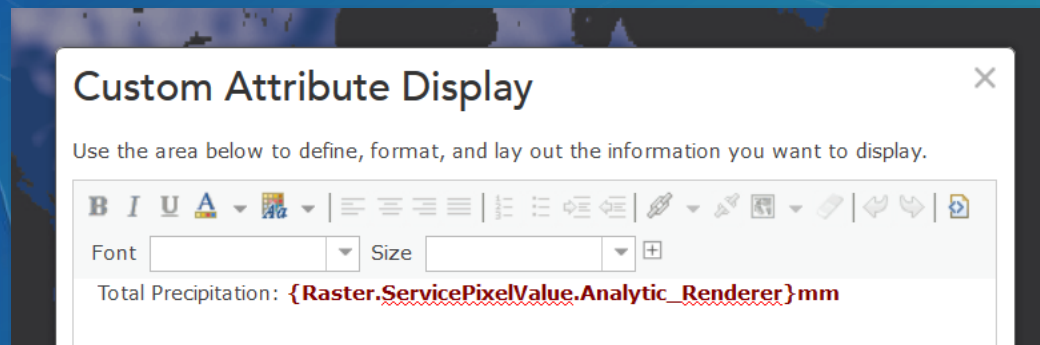 Custom Attribute Display
Use the area below to define, format, and lay out the information you want to display.
B I U A Aa
Font Size
Total Precipitation: {Raster.ServicePixelValue.Analytic_Renderer}mm